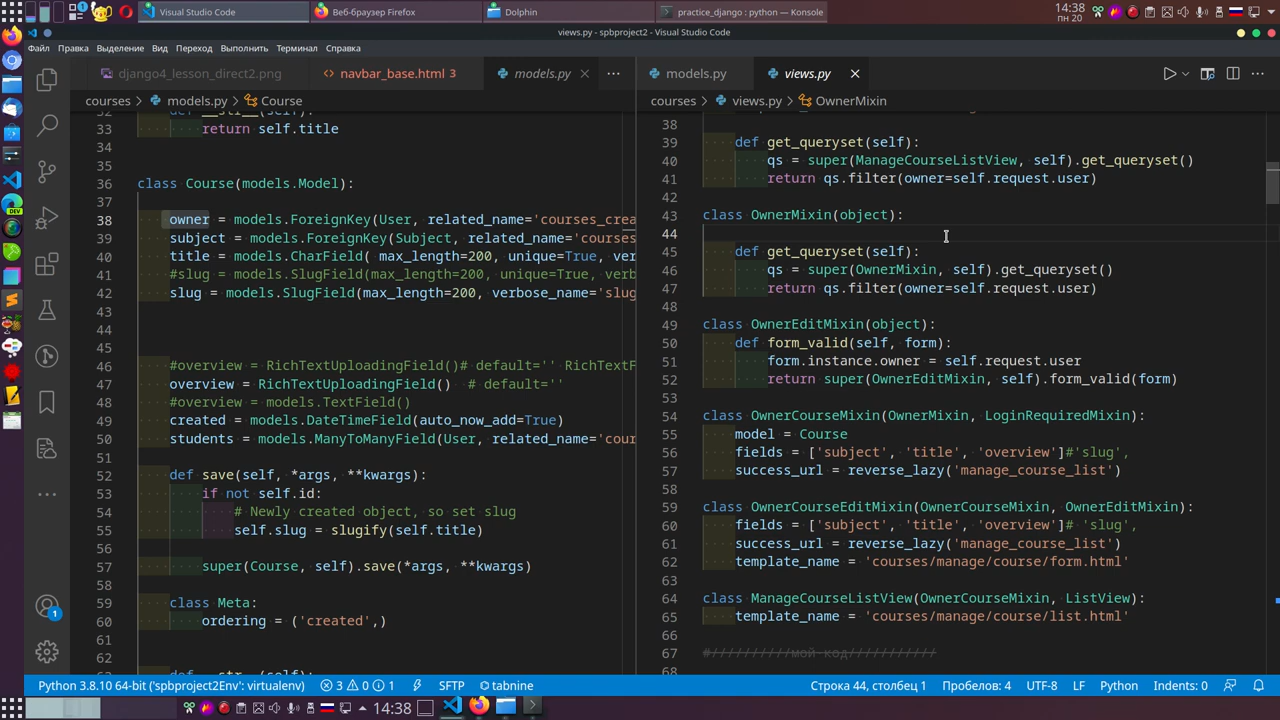 Visual Studio Code
Веб-браузер Firefox
Dolphin
practice_django : python — Konsole
14:38
пн 20
views.py - spbproject2 - Visual Studio Code
Файл Правка Выделение Вид Переход Выполнить Терминал Справка
django4_lesson_direct2.png
navbar_base.html 3
models.py
models.py
views.py
courses > models.py > Course
courses > views.py > OwnerMixin
33 return self.title
34
35
36 class Course(models.Model):
37
38 owner = models.ForeignKey(User, related_name='courses_crea
39 subject = models.ForeignKey(Subject, related_name='courses
40 title = models.CharField( max_length=200, unique=True, ver
41 #slug = models.SlugField(max_length=200, unique=True, verb
42 slug = models.SlugField(max_length=200, verbose_name='slug
43
44
45
46 #overview = RichTextUploadingField()# default='' RichTextF
47 overview = RichTextUploadingField() # default=''
48 #overview = models.TextField()
49 created = models.DateTimeField(auto_now_add=True)
50 students = models.ManyToManyField(User, related_name='cour
51
52 def save(self, *args, **kwargs):
53 if not self.id:
54 # Newly created object, so set slug
55 self.slug = slugify(self.title)
56
57 super(Course, self).save(*args, **kwargs)
58
59 class Meta:
60 ordering = ('created',)
61
62
38
39 def get_queryset(self):
40 qs = super(ManageCourseListView, self).get_queryset()
41 return qs.filter(owner=self.request.user)
42
43 class OwnerMixin(object):
44
45 def get_queryset(self):
46 qs = super(OwnerMixin, self).get_queryset()
47 return qs.filter(owner=self.request.user)
48
49 class OwnerEditMixin(object):
50 def form_valid(self, form):
51 form.instance.owner = self.request.user
52 return super(OwnerEditMixin, self).form_valid(form)
53
54 class OwnerCourseMixin(OwnerMixin, LoginRequiredMixin):
55 model = Course
56 fields = ['subject', 'title', 'overview']#'slug',
57 success_url = reverse_lazy('manage_course_list')
58
59 class OwnerCourseEditMixin(OwnerCourseMixin, OwnerEditMixin):
60 fields = ['subject', 'title', 'overview']# 'slug',
61 success_url = reverse_lazy('manage_course_list')
62 template_name = 'courses/manage/course/form.html'
63
64 class ManageCourseListView(OwnerCourseMixin, ListView):
65 template_name = 'courses/manage/course/list.html'
66
67 #//////////мой код///////////
68
1
Python 3.8.10 64-bit ('spbproject2Env': virtualenv) 3 0 1 SFTP tabnine
Строка 44, столбец 1 Пробелов: 4 UTF-8 LF Python Indents: 0
14:38